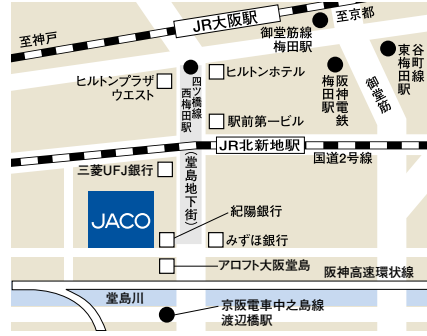 JR大阪駅
至京都
至神戸
御堂筋線
梅田駅
谷町線
東梅田駅
ヒルトンプラザ
ウエスト
四ツ橋線
西梅田駅
ヒルトンホテル
阪神電鉄
梅田駅
御堂筋
駅前第一ビル
JR北新地駅
国道2号線
三菱UFJ銀行
(堂島地下街)
JACO
紀陽銀行
みずほ銀行
アロフト大阪堂島
阪神高速環状線
堂島川
京阪電車中之島線
渡辺橋駅